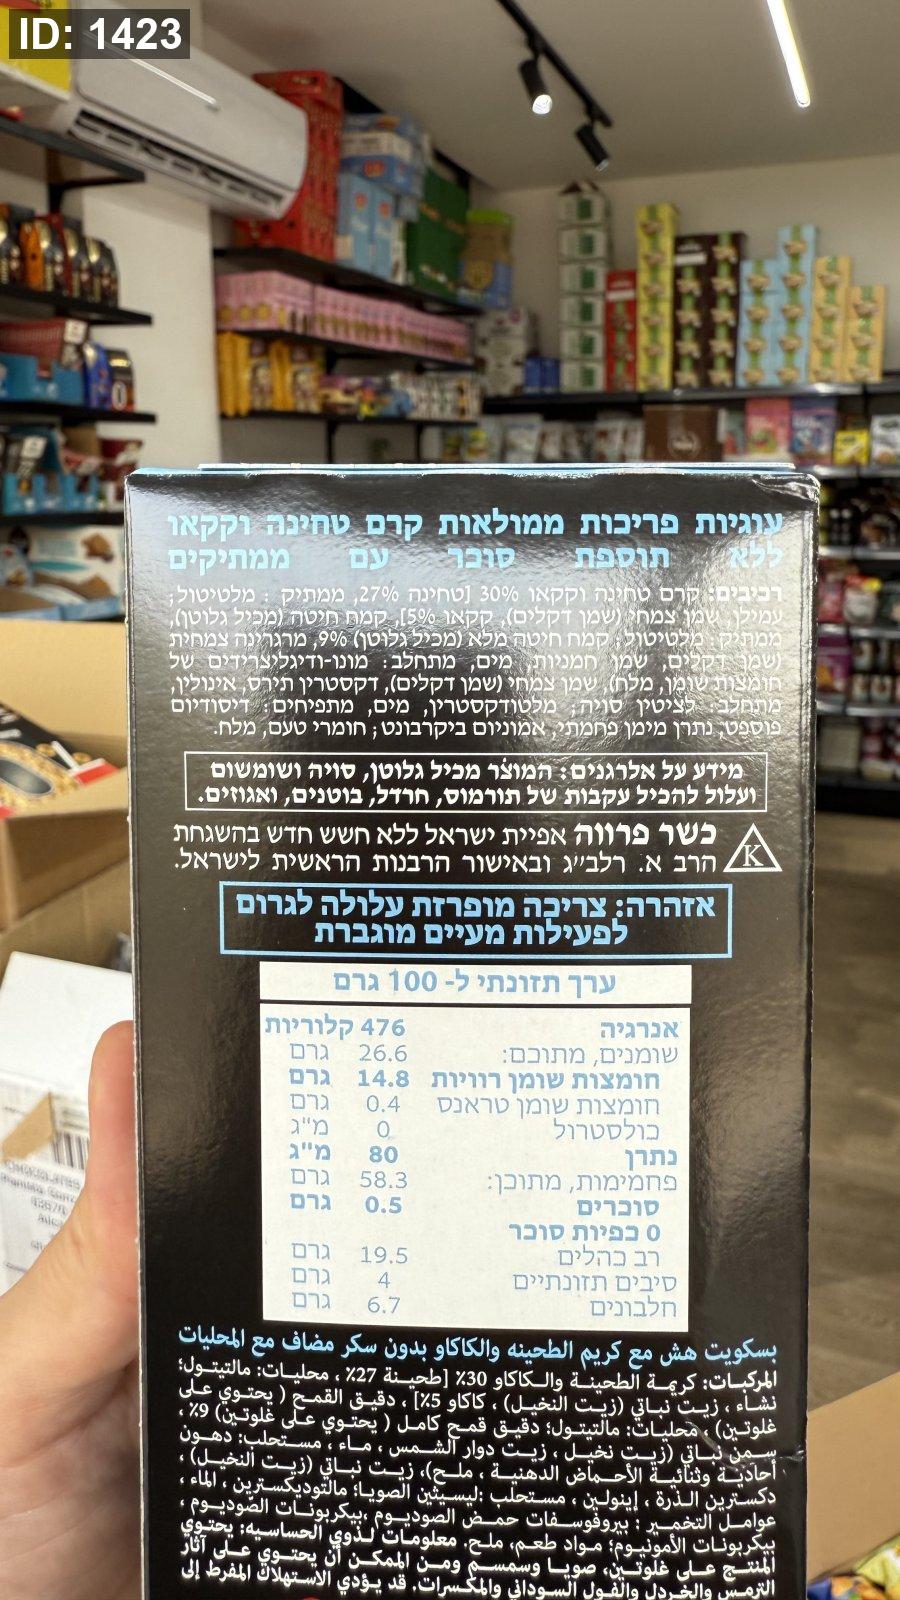 ID: 1423
עוגיות פריכות ממולאות קרם טחינה וקקאו
ללא תוספת סוכר עם ממתיקים
רכיבים: קרם טחינה וקקאו 30% [טחינה 27%, ממתיק: מלטיטול;
עמילן, שמן צמחי (שמן דקלים), קקאו 5%], קמח חיטה (מכיל גלוטן),
ממתיק: מלטיטול, קמח חיטה מלא (מכיל גלוטן) 9%, מרגרינה צמחית
(שמן דקלים, שמן חמניות, מים, מתחלב: מונו-ודיגליצרידים של
חומצות שומן, מלח), שמן צמחי (שמן דקלים), דקסטרין תירס, אינולין,
מתחלב: לציטין סויה; מלטודקסטרין, מים, מתפיחים: דיסודיום
פוספט, נתרן מימן פחמתי, אמוניום ביקרבונט; חומרי טעם, מלח.
מידע על אלרגנים: המוצר מכיל גלוטן, סויה ושומשום
ועלול להכיל עקבות של תורמוס, חרדל, בוטנים, ואגוזים.
K
כשר פרווה אפיית ישראל ללא חשש חדש בהשגחת
הרב א. רלב״ג ובאישור הרבנות הראשית לישראל.
אזהרה: צריכה מופרזת עלולה לגרום
לפעילות מעיים מוגברת
ערך תזונתי ל- 100 גרם
אנרגיה 476 קלוריות
שומנים, מתוכם: 26.6 גרם
חומצות שומן רוויות 14.8 גרם
חומצות שומן טראנס 0.4 גרם
כולסטרול 0 מ"ג
נתרן 80 מ"ג
פחמימות, מתוכן: 58.3 גרם
סוכרים 0.5 גרם
0 כפיות סוכר
רב כהלים 19.5 גרם
סיבים תזונתיים 4 גרם
חלבונים 6.7 גרם
بسكويت هش مع كريم الطحينه والكاكاو بدون سكر مضاف مع المحليات
المركبات: كريمة الطحينة والكاكاو 30٪ [طحينة 27٪ ، محليات: مالتيتول؛
نشاء ، زيت نباتي (زيت النخيل) ، كاكاو 5٪] ، دقيق القمح ( يحتوي على
غلوتين) ، محليات: مالتيتول؛ دقيق قمح كامل ( يحتوي على غلوتين) 9٪ ،
سمن نباتي (زيت نخيل ، زيت دوار الشمس ، ماء ، مستحلب: دهون
أحادية وثنائية الأحماض الدهنية ، ملح)، زيت نباتي (زيت النخيل) ،
دكسترين الذرة ، إينولين ، مستحلب :ليسيثين الصويا؛ مالتوديكسترين ، الماء ،
عوامل التخمير : بيروفوسفات حمض الصوديوم ،بيكربونات الصوديوم ،
بيكربونات الأمونيوم؛ مواد طعم، ملح. معلومات لذوي الحساسية: يحتوي
المنتج على غلوتين، صويا وسمسم ومن الممكن أن يحتوي على آثار
الترمس والخردل والفول السوداني والمكسرات. قد يؤدي الاستهلاك المفرط إلى